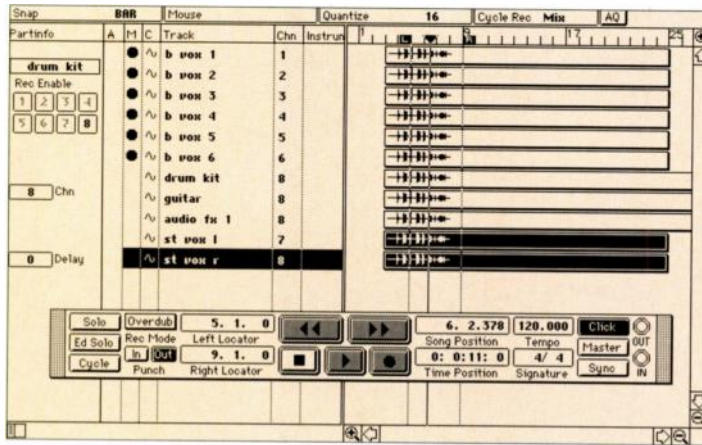 Snap BAR Mouse Quantize 16 Cycle Rec Mix AQ
Partinfo A M C Track Chn Instrun 1 9 17 25
L R
b vox 1 1
drum kit b vox 2 2
Rec Enable b vox 3 3
1 2 3 4 b vox 4 4
5 6 7 8 b vox 5 5
b vox 6 6
drum kit 8
8 Chn guitar 8
audio fx 1 8
st vox l 7
0 Delay st vox r 8
Solo Overdub 5. 1. 0 6. 2.378 120.000 Click
Ed Solo Rec Mode Left Locator Song Position Tempo Master OUT
Cycle In Out 9. 1. 0 0: 0:11: 0 4/ 4 Sync IN
Punch Right Locator Time Position Signature